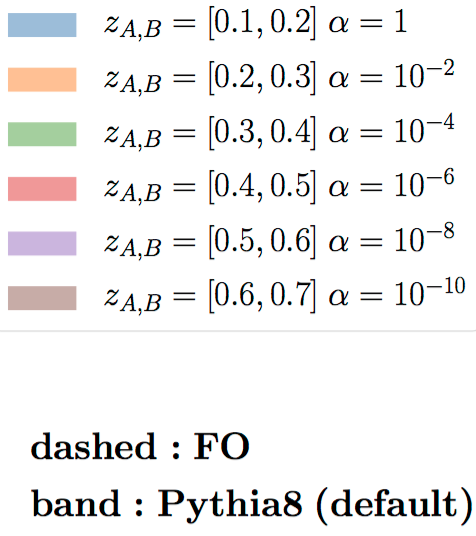 z_{A,B} = [0.1, 0.2] α = 1
z_{A,B} = [0.2, 0.3] α = 10^{-2}
z_{A,B} = [0.3, 0.4] α = 10^{-4}
z_{A,B} = [0.4, 0.5] α = 10^{-6}
z_{A,B} = [0.5, 0.6] α = 10^{-8}
z_{A,B} = [0.6, 0.7] α = 10^{-10}
dashed : FO
band : Pythia8 (default)